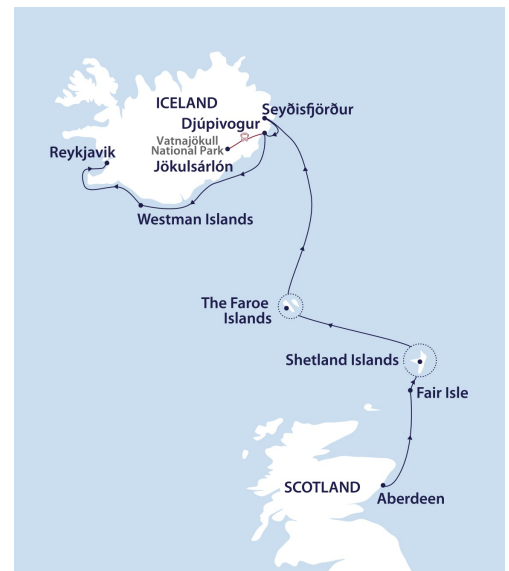 ICELAND
Seyðisfjörður
Djúpivogur
Vatnajökull
National Park
Reykjavik
Jökulsárlón
Westman Islands
The Faroe
Islands
Shetland Islands
Fair Isle
SCOTLAND
Aberdeen